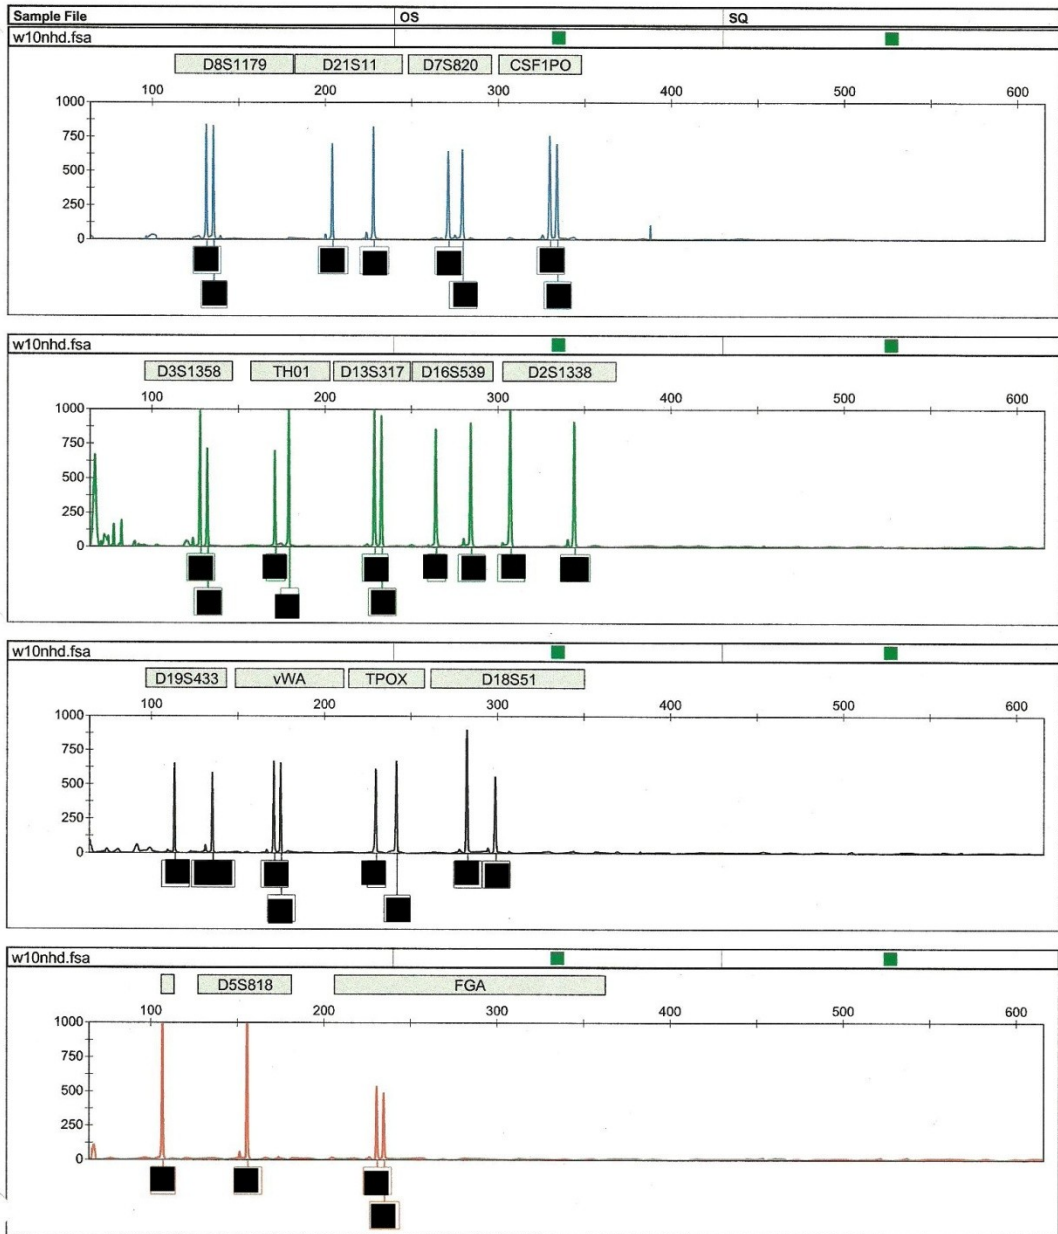 Sample File OS SQ
w10nhd.fsa
D8S1179 D21S11 D7S820 CSF1PO
100 200 300 400 500 600
1000
750
500
250
0
w10nhd.fsa
D3S1358 TH01 D13S317 D16S539 D2S1338
100 200 300 400 500 600
1000
750
500
250
0
w10nhd.fsa
D19S433 vWA TPOX D18S51
100 200 300 400 500 600
1000
750
500
250
0
w10nhd.fsa
D5S818 FGA
100 200 300 400 500 600
1000
750
500
250
0